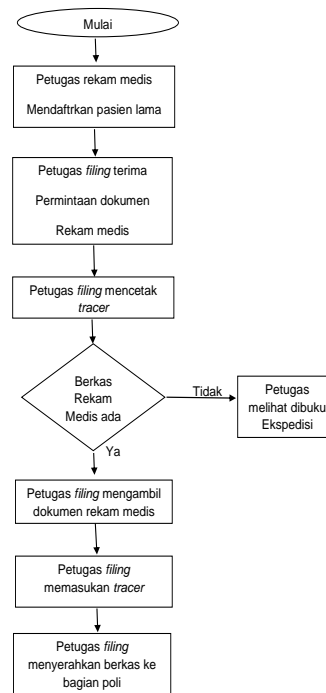 Mulai
Petugas rekam medis
Mendaftrkan pasien lama
Petugas filing terima
Permintaan dokumen
Rekam medis
Petugas filing mencetak
tracer
Berkas
Rekam
Medis ada
Tidak
Petugas
melihat dibuku
Ekspedisi
Ya
Petugas filing mengambil
dokumen rekam medis
Petugas filing
memasukan tracer
Petugas filing
menyerahkan berkas ke
bagian poli